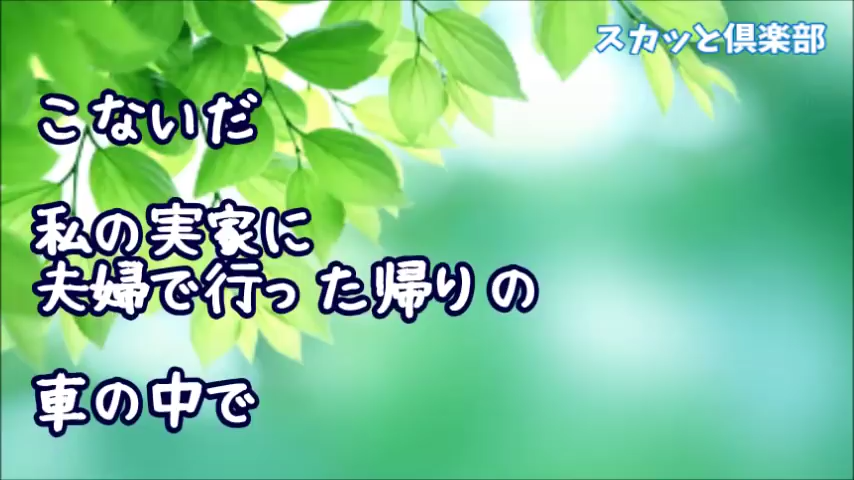 スカッと倶楽部
こないだ
私の実家に
夫婦で行った帰りの
車の中で